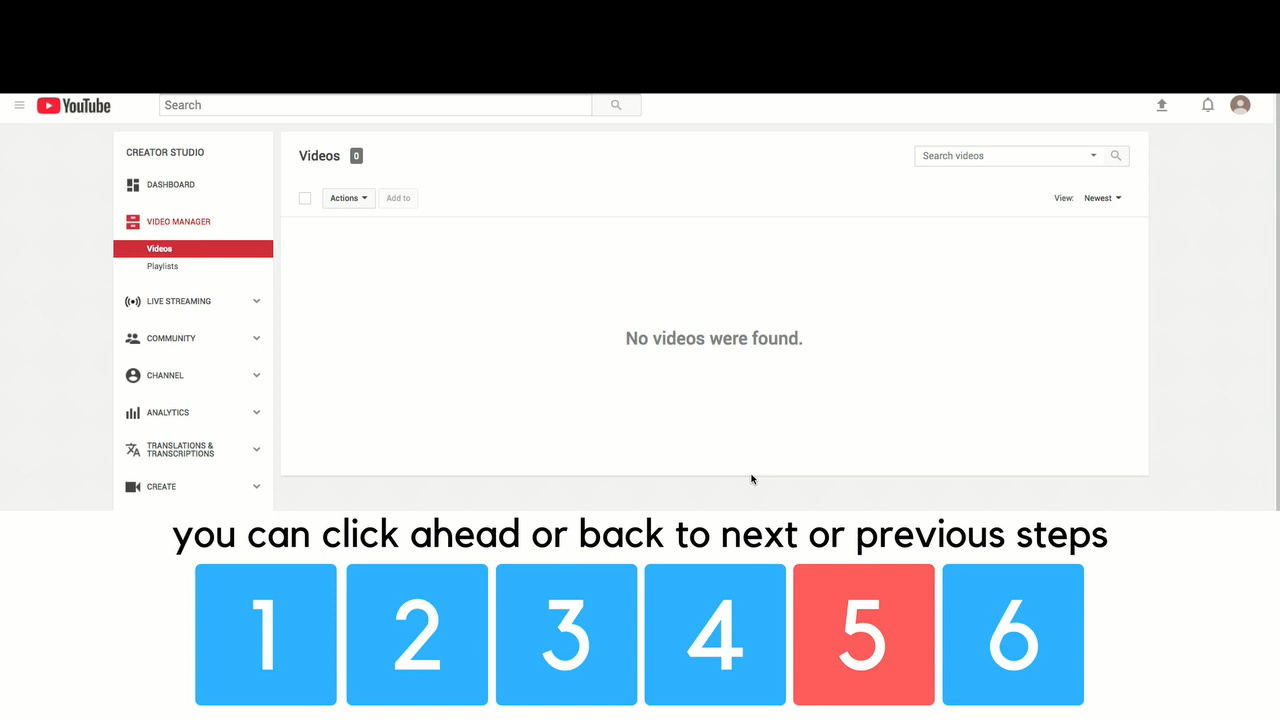 YouTube
Search
CREATOR STUDIO
DASHBOARD
VIDEO MANAGER
Videos
Playlists
LIVE STREAMING
COMMUNITY
CHANNEL
ANALYTICS
TRANSLATIONS &
TRANSCRIPTIONS
CREATE
Videos 0
Search videos
Actions Add to
View: Newest
No videos were found.
you can click ahead or back to next or previous steps
1 2 3 4 5 6